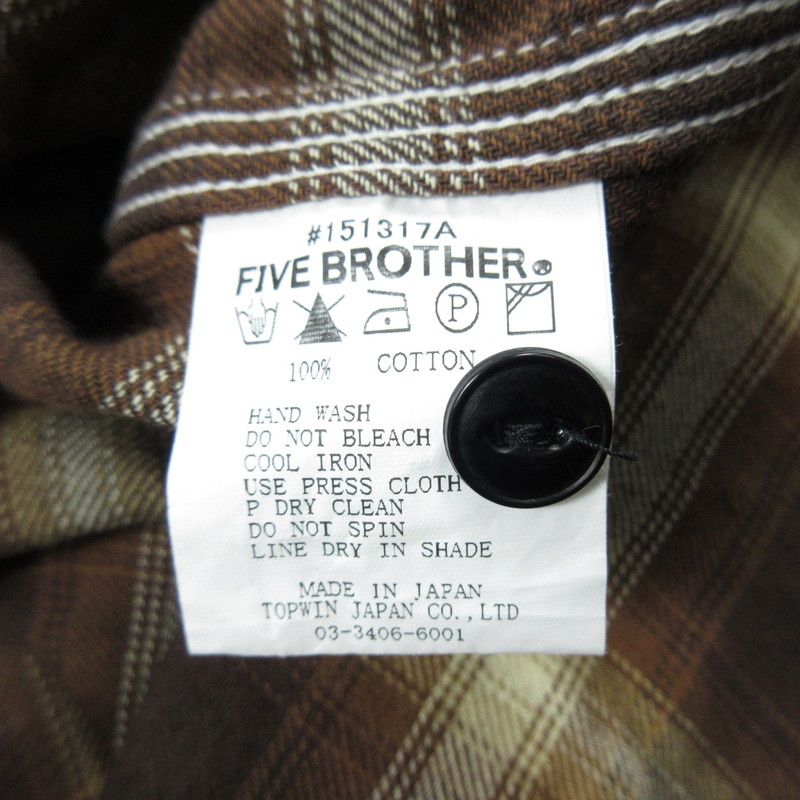 #151317A
FIVE BROTHER®
P
100% COTTON
HAND WASH
DO NOT BLEACH
COOL IRON
USE PRESS CLOTH
P DRY CLEAN
DO NOT SPIN
LINE DRY IN SHADE
MADE IN JAPAN
TOPWIN JAPAN CO.,LTD
03-3406-6001